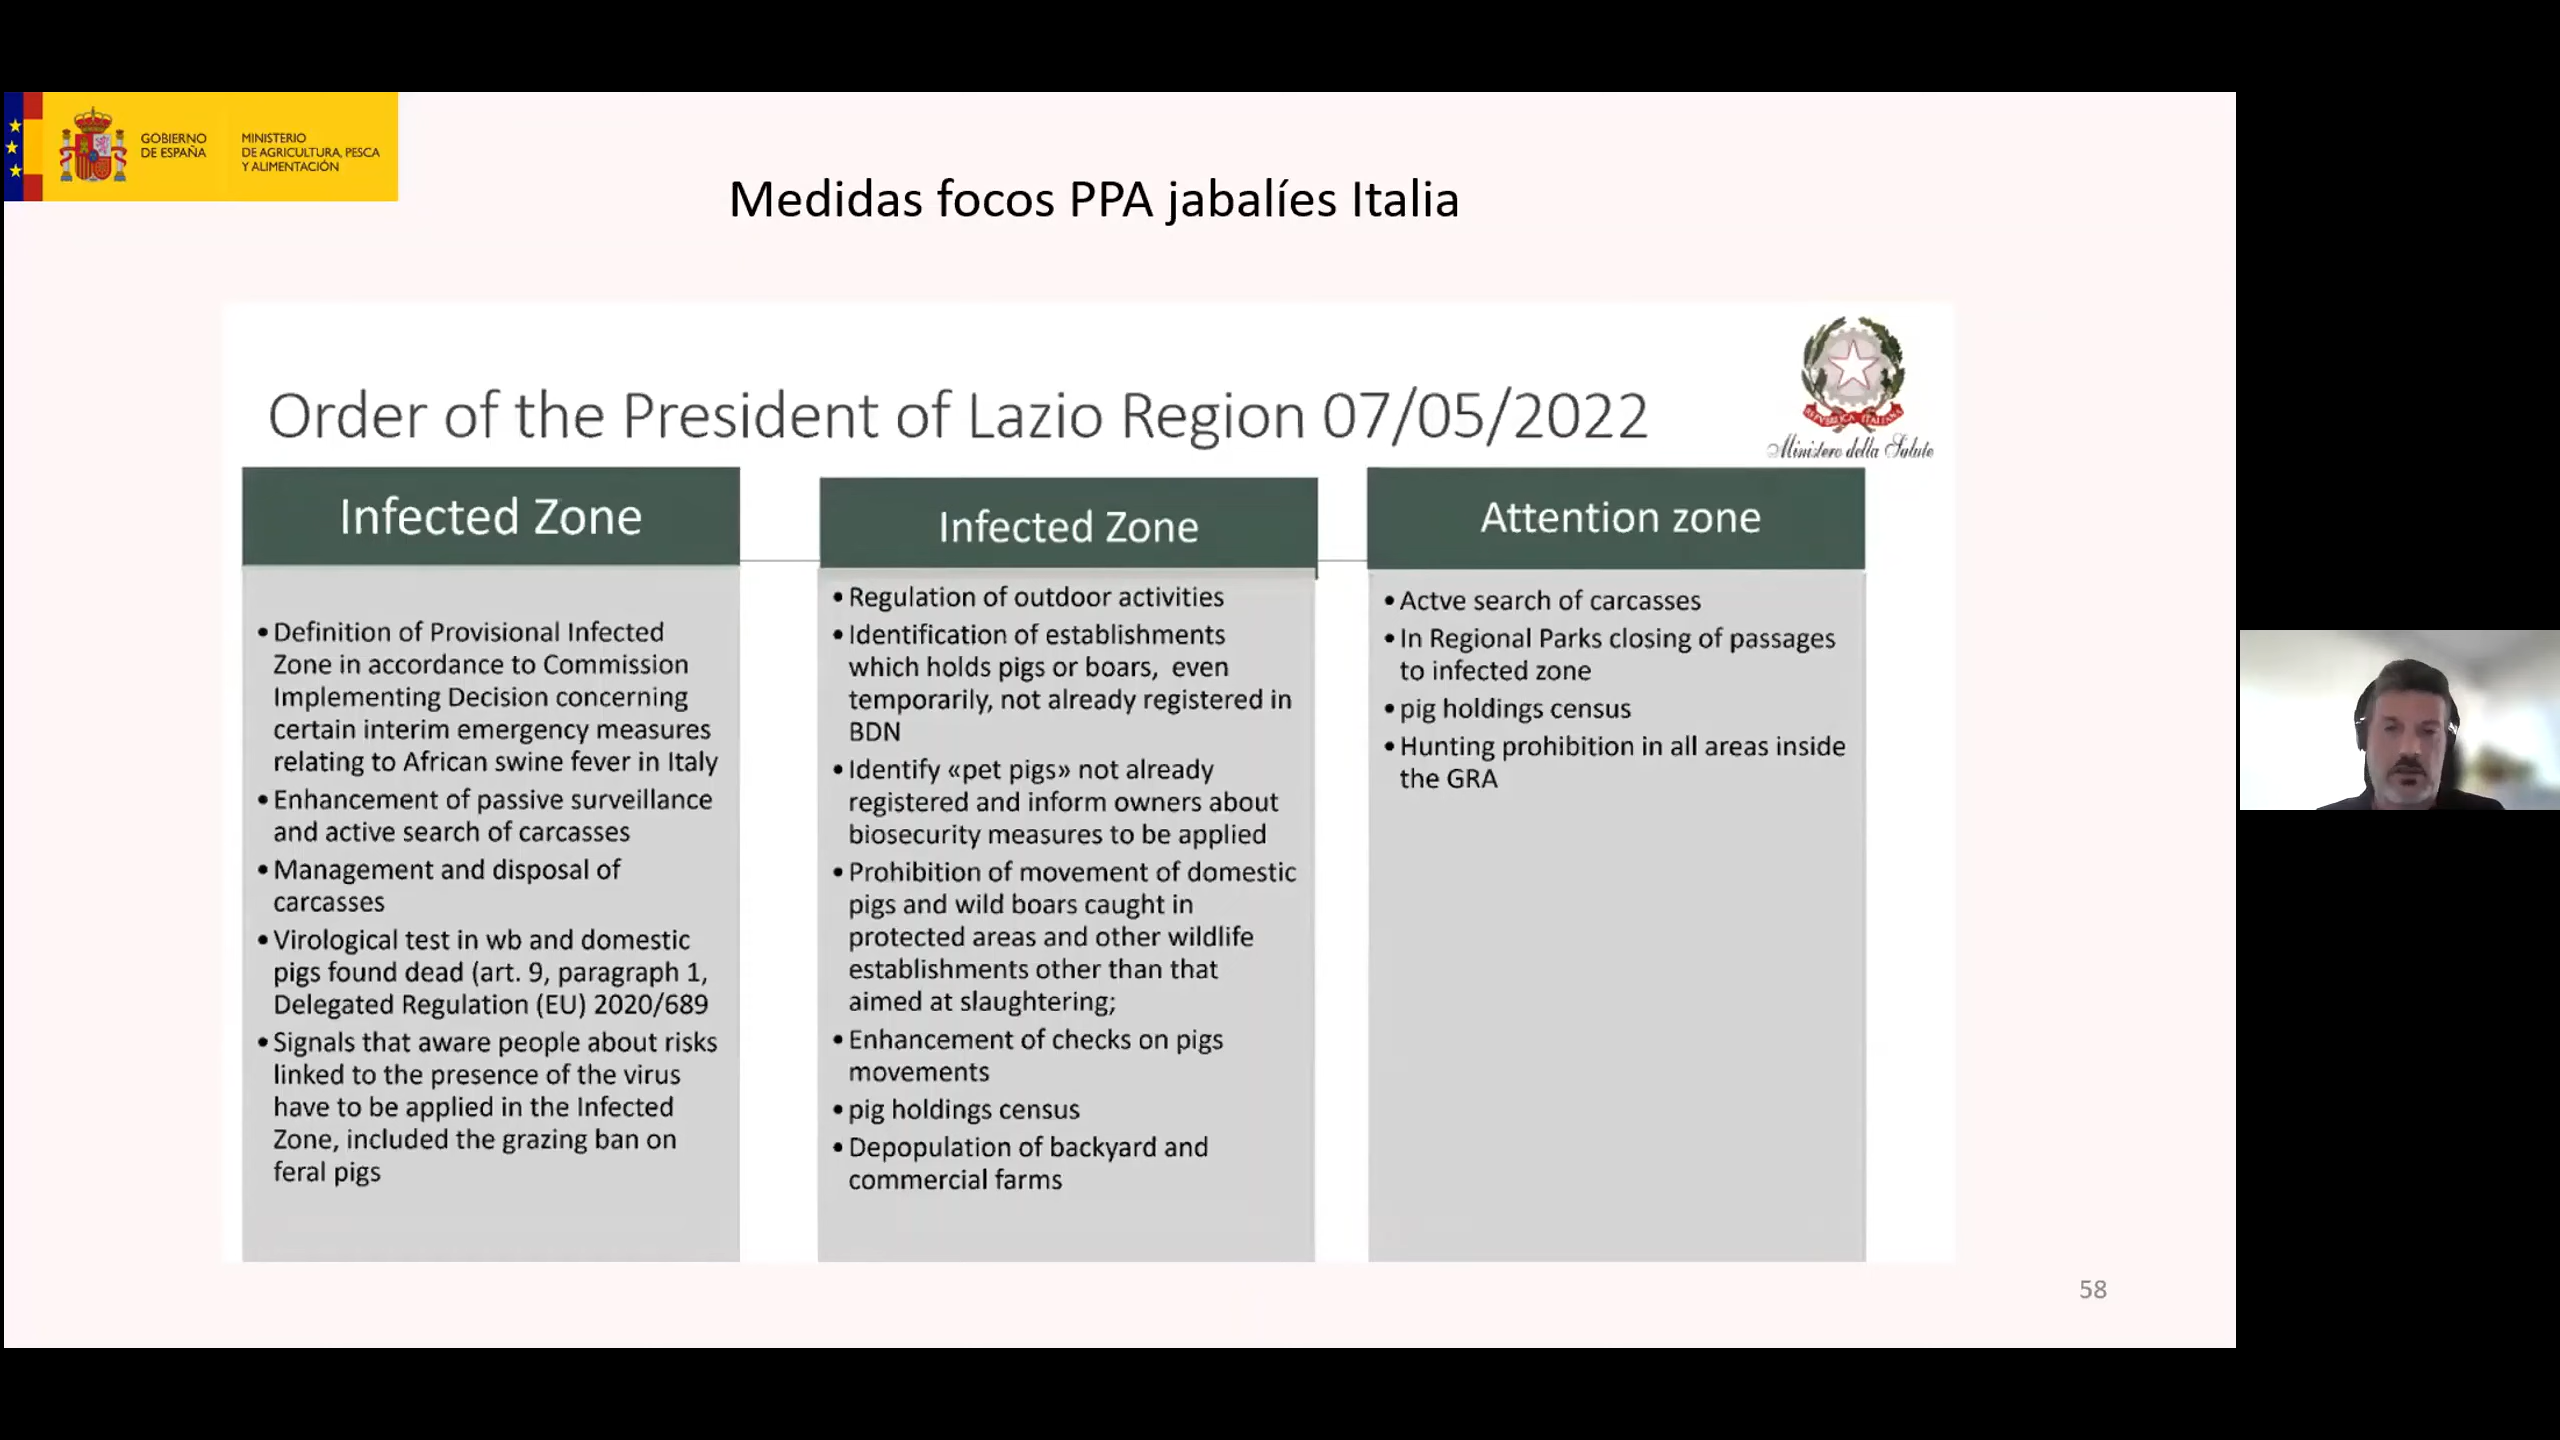 GOBIERNO
DE ESPAÑA
MINISTERIO
DE AGRICULTURA, PESCA
Y ALIMENTACIÓN
Medidas focos PPA jabalíes Italia
Order of the President of Lazio Region 07/05/2022
REPVBBLICA ITALIANA
Ministero della Salute
Infected Zone
• Definition of Provisional Infected
Zone in accordance to Commission
Implementing Decision concerning
certain interim emergency measures
relating to African swine fever in Italy
• Enhancement of passive surveillance
and active search of carcasses
• Management and disposal of
carcasses
• Virological test in wb and domestic
pigs found dead (art. 9, paragraph 1,
Delegated Regulation (EU) 2020/689
• Signals that aware people about risks
linked to the presence of the virus
have to be applied in the Infected
Zone, included the grazing ban on
feral pigs
Infected Zone
• Regulation of outdoor activities
• Identification of establishments
which holds pigs or boars, even
temporarily, not already registered in
BDN
• Identify «pet pigs» not already
registered and inform owners about
biosecurity measures to be applied
• Prohibition of movement of domestic
pigs and wild boars caught in
protected areas and other wildlife
establishments other than that
aimed at slaughtering;
• Enhancement of checks on pigs
movements
• pig holdings census
• Depopulation of backyard and
commercial farms
Attention zone
• Actve search of carcasses
• In Regional Parks closing of passages
to infected zone
• pig holdings census
• Hunting prohibition in all areas inside
the GRA
58